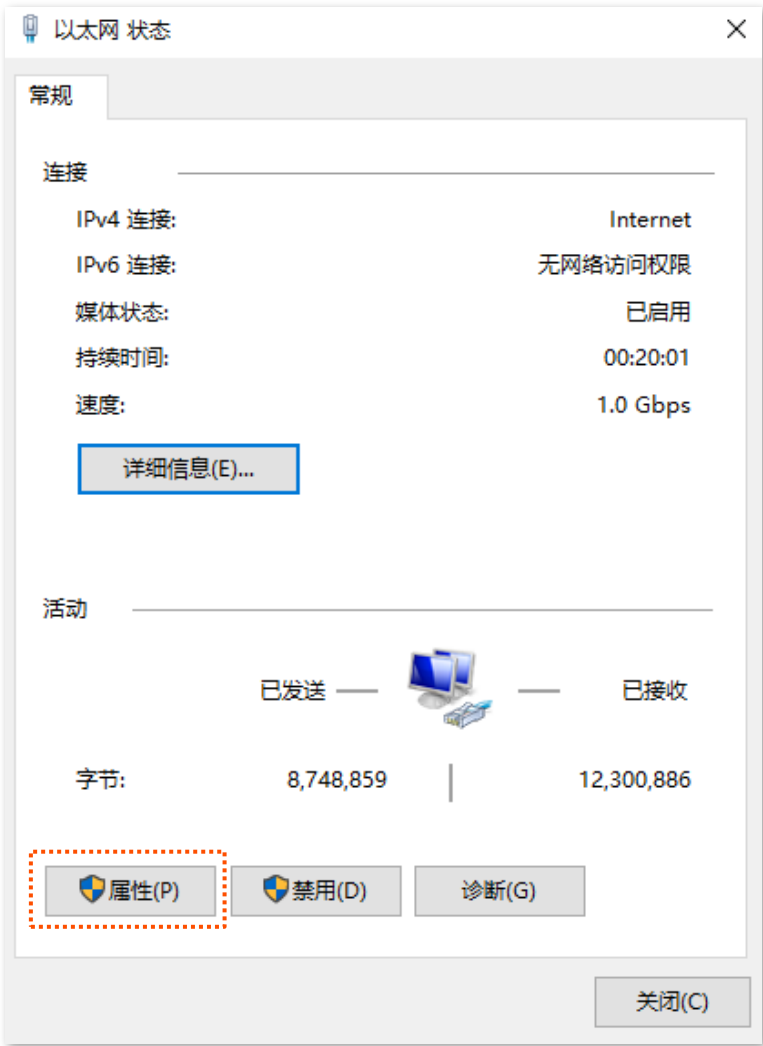 以太网 状态
常规
连接
IPv4 连接: Internet
IPv6 连接: 无网络访问权限
媒体状态: 已启用
持续时间: 00:20:01
速度: 1.0 Gbps
详细信息(E)...
活动
已发送 已接收
字节: 8,748,859 12,300,886
属性(P) 禁用(D) 诊断(G)
关闭(C)